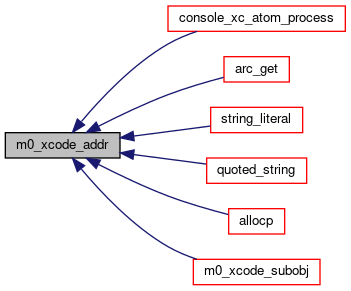 console_xc_atom_process
arc_get
string_literal
m0_xcode_addr
quoted_string
allocp
m0_xcode_subobj